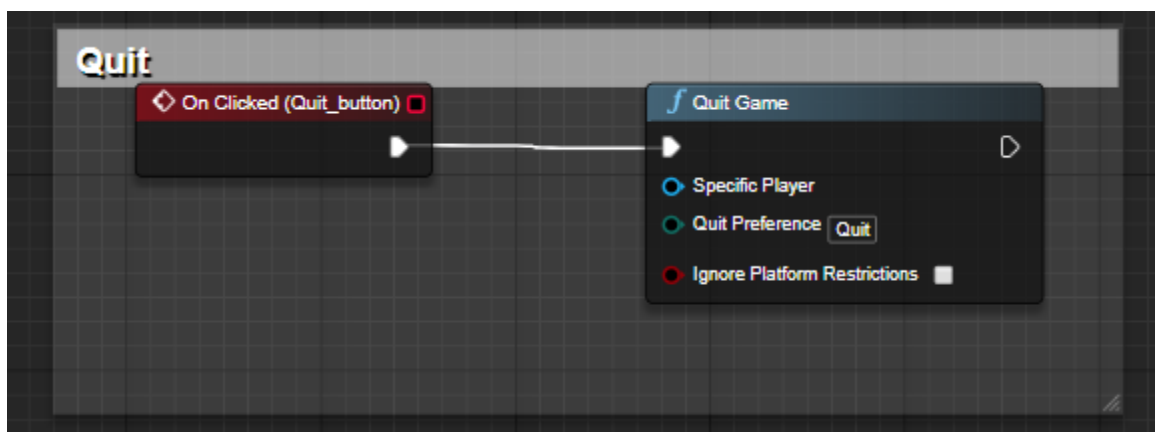 Quit
On Clicked (Quit_button)
Quit Game
Specific Player
Quit Preference Quit
Ignore Platform Restrictions